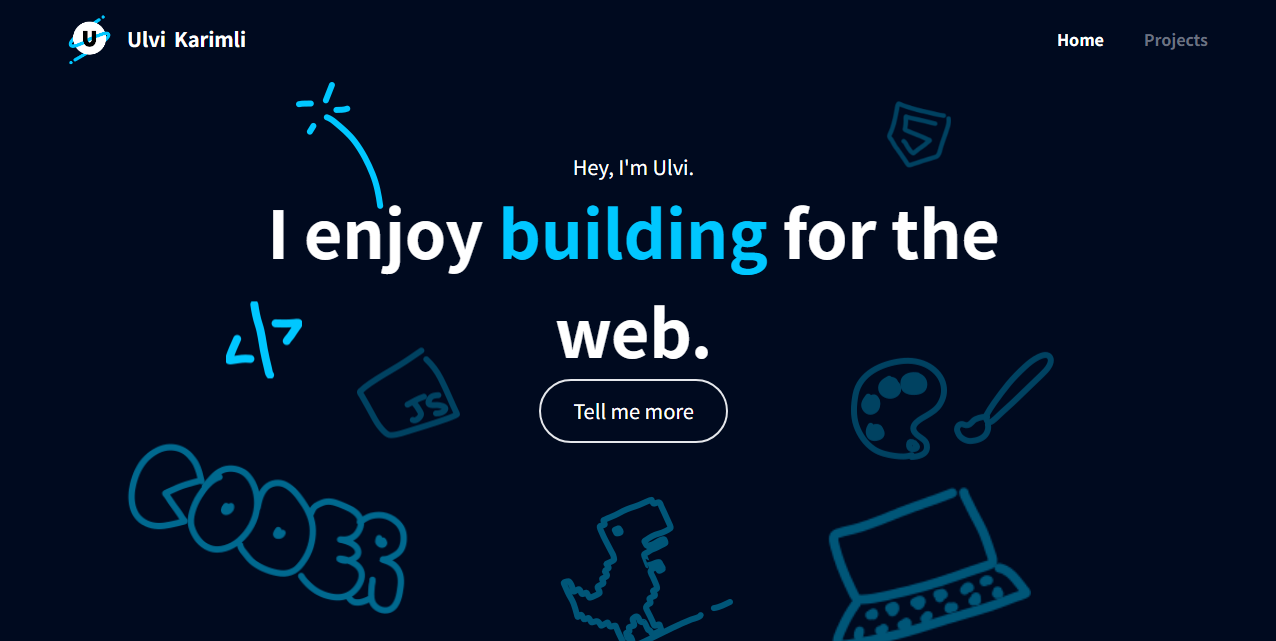 U
Ulvi Karimli
Home
Projects
5
Hey, I'm Ulvi.
I enjoy building for the
web.
</>
JS
Tell me more
CODER